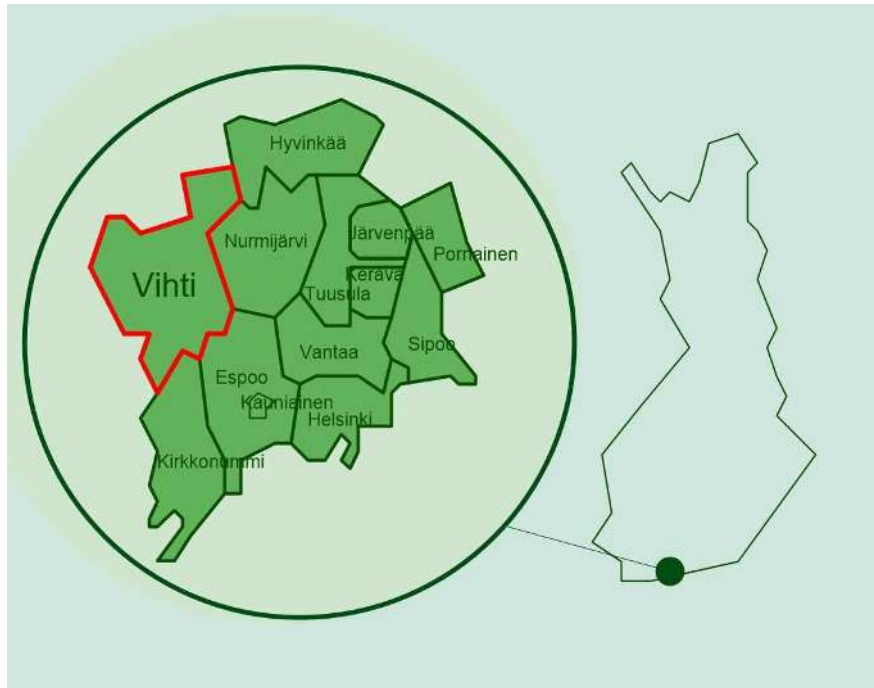 Hyvinkää
Järvenpää
Nurmijärvi
Pornainen
Kerava
Vihti
Tuusula
Sipoo
Vantaa
Espoo
Kauniainen
Helsinki
Kirkkonummi